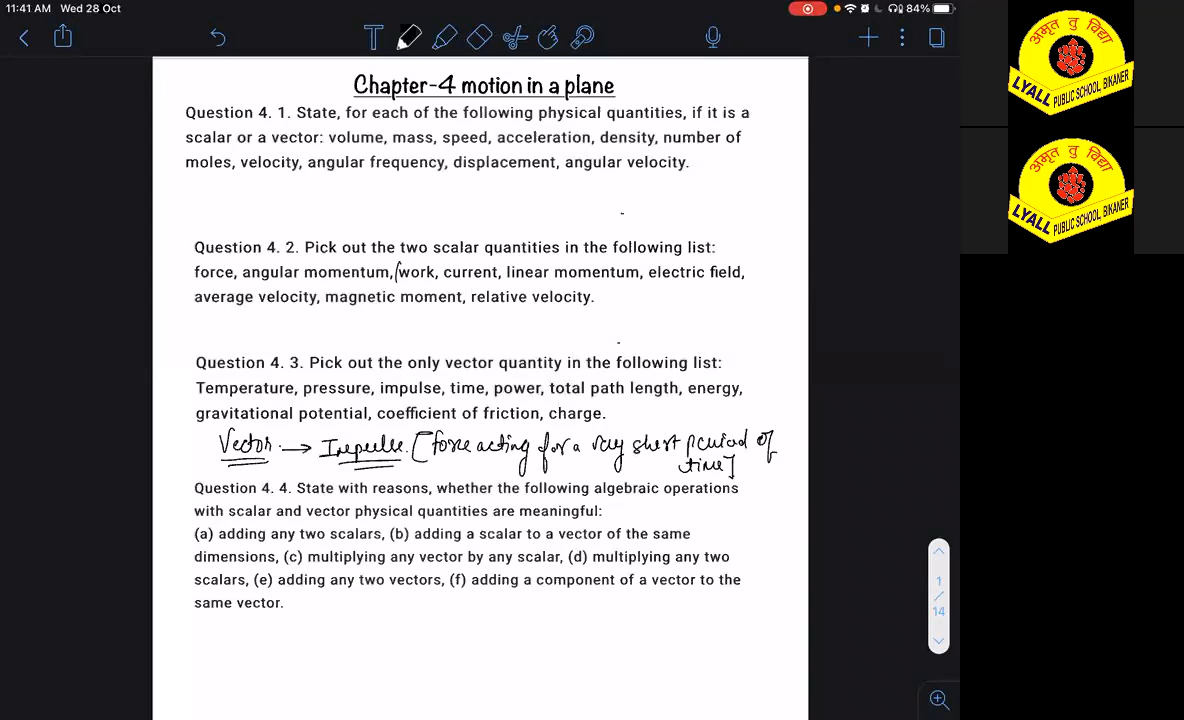 11:41 AM Wed 28 Oct
84%
Chapter-4 motion in a plane
Question 4. 1. State, for each of the following physical quantities, if it is a
scalar or a vector: volume, mass, speed, acceleration, density, number of
moles, velocity, angular frequency, displacement, angular velocity.
Question 4. 2. Pick out the two scalar quantities in the following list:
force, angular momentum, work, current, linear momentum, electric field,
average velocity, magnetic moment, relative velocity.
Question 4. 3. Pick out the only vector quantity in the following list:
Temperature, pressure, impulse, time, power, total path length, energy,
gravitational potential, coefficient of friction, charge.
Vector → Impulse. [force acting for a very short period of
time]
Question 4. 4. State with reasons, whether the following algebraic operations
with scalar and vector physical quantities are meaningful:
(a) adding any two scalars, (b) adding a scalar to a vector of the same
dimensions, (c) multiplying any vector by any scalar, (d) multiplying any two
scalars, (e) adding any two vectors, (f) adding a component of a vector to the
same vector.
1
/
14
अमृतं तु विद्या
LYALL PUBLIC SCHOOL BIKANER
अमृतं तु विद्या
LYALL PUBLIC SCHOOL BIKANER